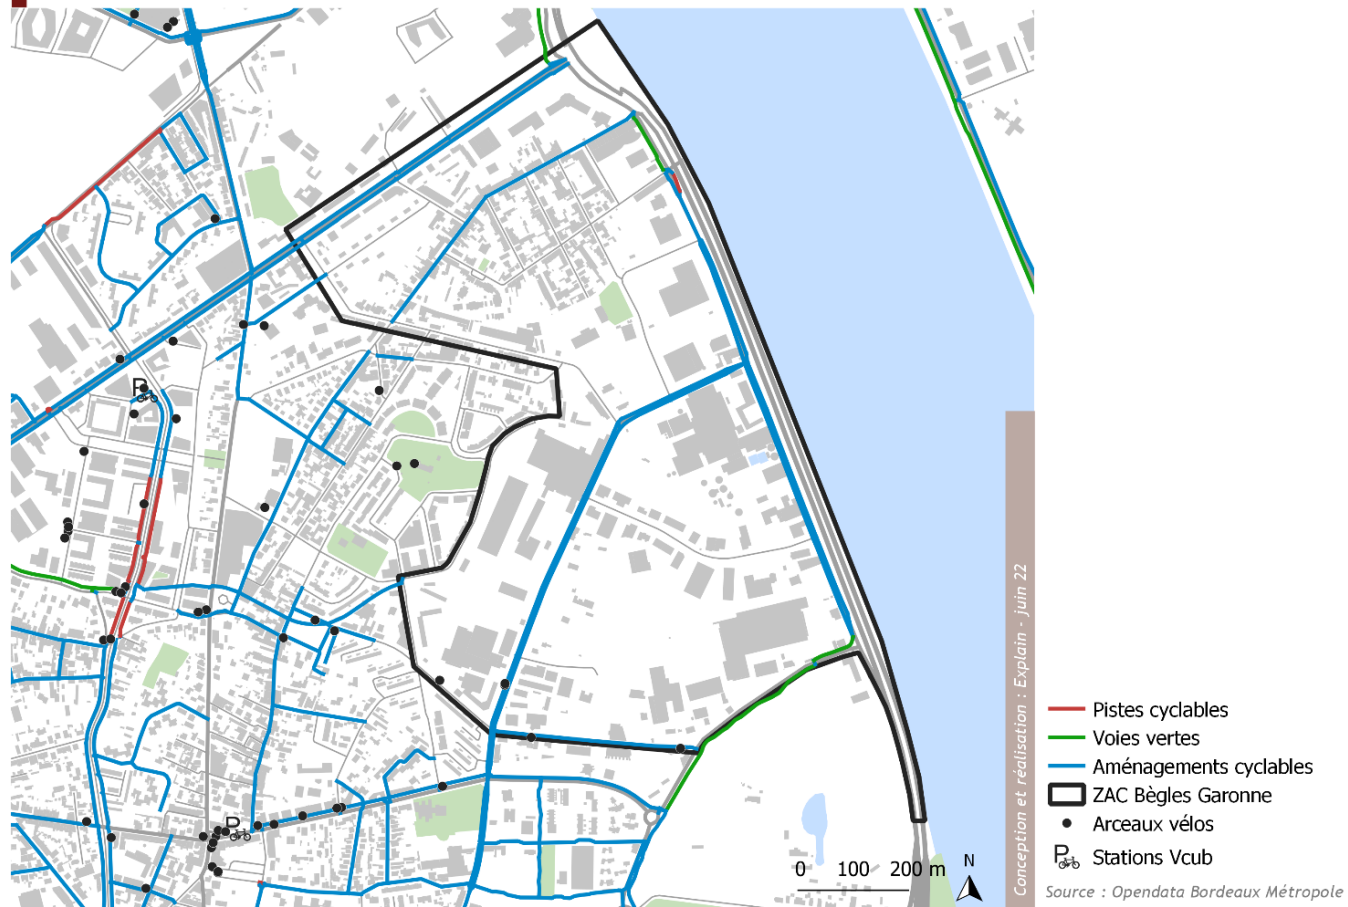 Pistes cyclables
Voies vertes
Aménagements cyclables
ZAC Bègles Garonne
Arceaux vélos
P
Stations Vcub
P
P
0 100 200 m
N
Conception et réalisation : Explain - juin 22
Source : Opendata Bordeaux Métropole